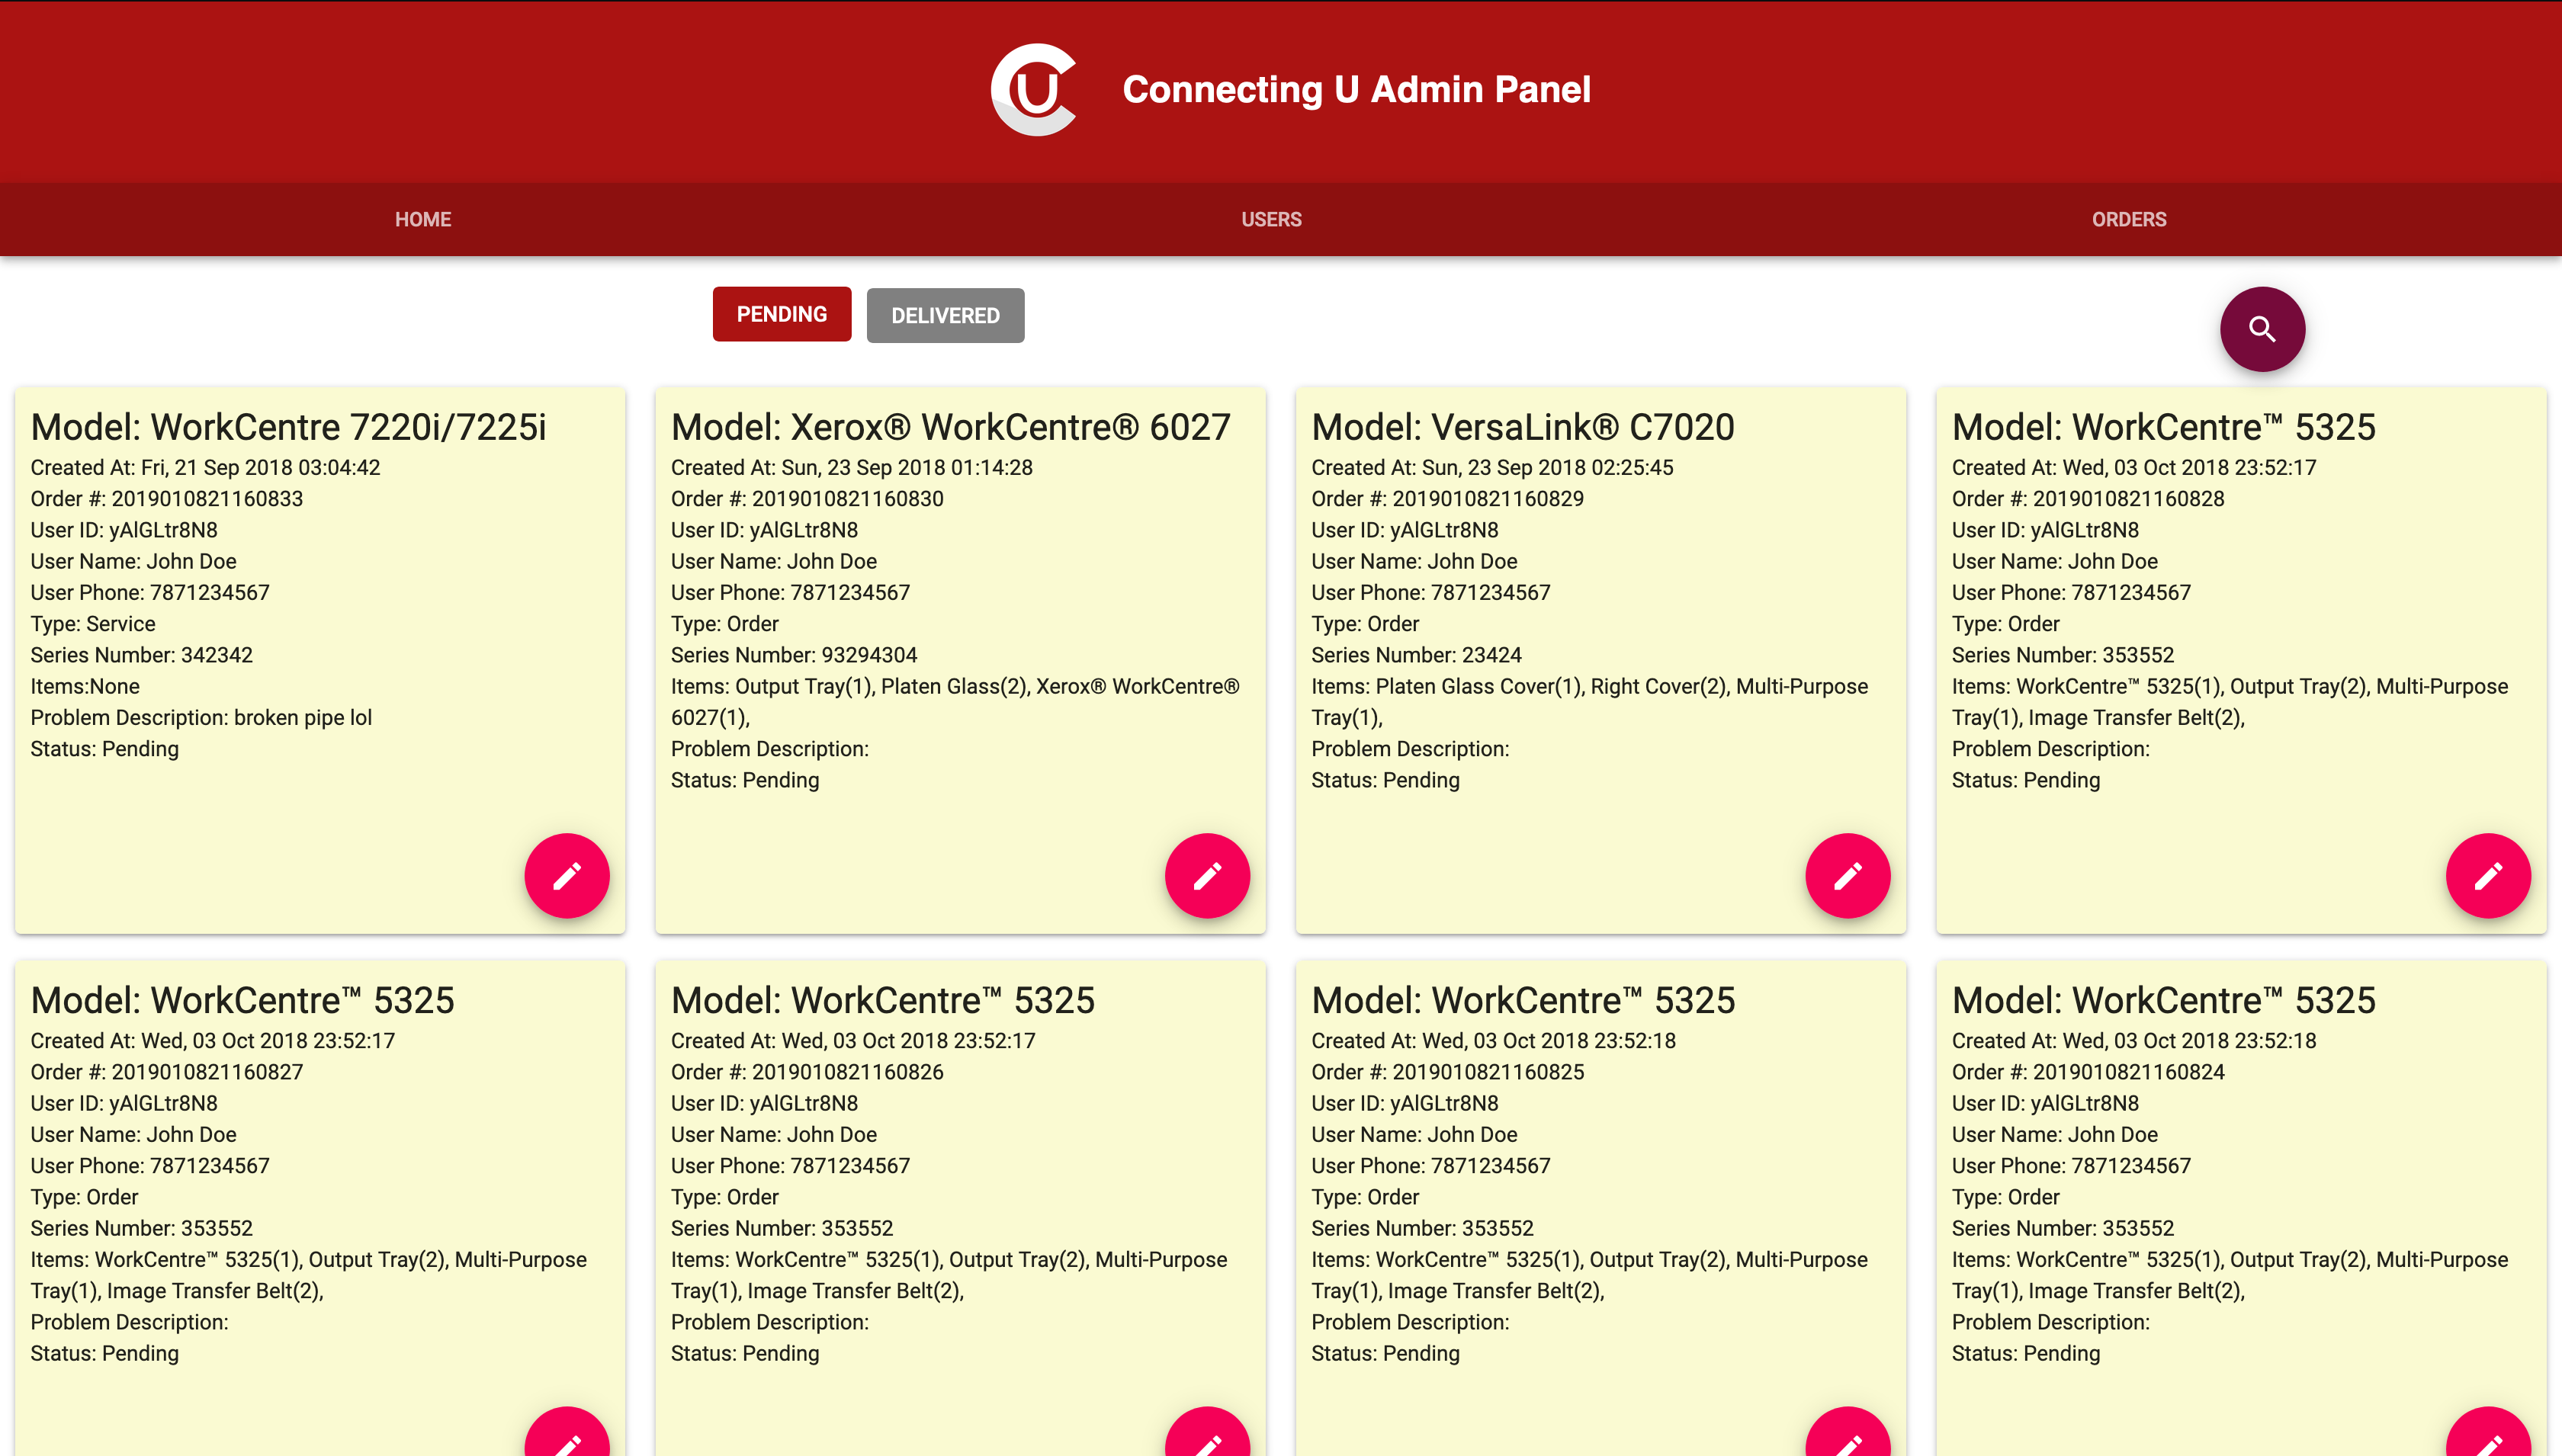 CU
Connecting U Admin Panel
HOME
USERS
ORDERS
PENDING
DELIVERED
Model: WorkCentre 7220i/7225i
Created At: Fri, 21 Sep 2018 03:04:42
Order #: 2019010821160833
User ID: yAlGLtr8N8
User Name: John Doe
User Phone: 7871234567
Type: Service
Series Number: 342342
Items:None
Problem Description: broken pipe lol
Status: Pending
Model: Xerox® WorkCentre® 6027
Created At: Sun, 23 Sep 2018 01:14:28
Order #: 2019010821160830
User ID: yAlGLtr8N8
User Name: John Doe
User Phone: 7871234567
Type: Order
Series Number: 93294304
Items: Output Tray(1), Platen Glass(2), Xerox® WorkCentre®
6027(1),
Problem Description:
Status: Pending
Model: VersaLink® C7020
Created At: Sun, 23 Sep 2018 02:25:45
Order #: 2019010821160829
User ID: yAlGLtr8N8
User Name: John Doe
User Phone: 7871234567
Type: Order
Series Number: 23424
Items: Platen Glass Cover(1), Right Cover(2), Multi-Purpose
Tray(1),
Problem Description:
Status: Pending
Model: WorkCentre™ 5325
Created At: Wed, 03 Oct 2018 23:52:17
Order #: 2019010821160828
User ID: yAlGLtr8N8
User Name: John Doe
User Phone: 7871234567
Type: Order
Series Number: 353552
Items: WorkCentre™ 5325(1), Output Tray(2), Multi-Purpose
Tray(1), Image Transfer Belt(2),
Problem Description:
Status: Pending
Model: WorkCentre™ 5325
Created At: Wed, 03 Oct 2018 23:52:17
Order #: 2019010821160827
User ID: yAlGLtr8N8
User Name: John Doe
User Phone: 7871234567
Type: Order
Series Number: 353552
Items: WorkCentre™ 5325(1), Output Tray(2), Multi-Purpose
Tray(1), Image Transfer Belt(2),
Problem Description:
Status: Pending
Model: WorkCentre™ 5325
Created At: Wed, 03 Oct 2018 23:52:17
Order #: 2019010821160826
User ID: yAlGLtr8N8
User Name: John Doe
User Phone: 7871234567
Type: Order
Series Number: 353552
Items: WorkCentre™ 5325(1), Output Tray(2), Multi-Purpose
Tray(1), Image Transfer Belt(2),
Problem Description:
Status: Pending
Model: WorkCentre™ 5325
Created At: Wed, 03 Oct 2018 23:52:18
Order #: 2019010821160825
User ID: yAlGLtr8N8
User Name: John Doe
User Phone: 7871234567
Type: Order
Series Number: 353552
Items: WorkCentre™ 5325(1), Output Tray(2), Multi-Purpose
Tray(1), Image Transfer Belt(2),
Problem Description:
Status: Pending
Model: WorkCentre™ 5325
Created At: Wed, 03 Oct 2018 23:52:18
Order #: 2019010821160824
User ID: yAlGLtr8N8
User Name: John Doe
User Phone: 7871234567
Type: Order
Series Number: 353552
Items: WorkCentre™ 5325(1), Output Tray(2), Multi-Purpose
Tray(1), Image Transfer Belt(2),
Problem Description:
Status: Pending